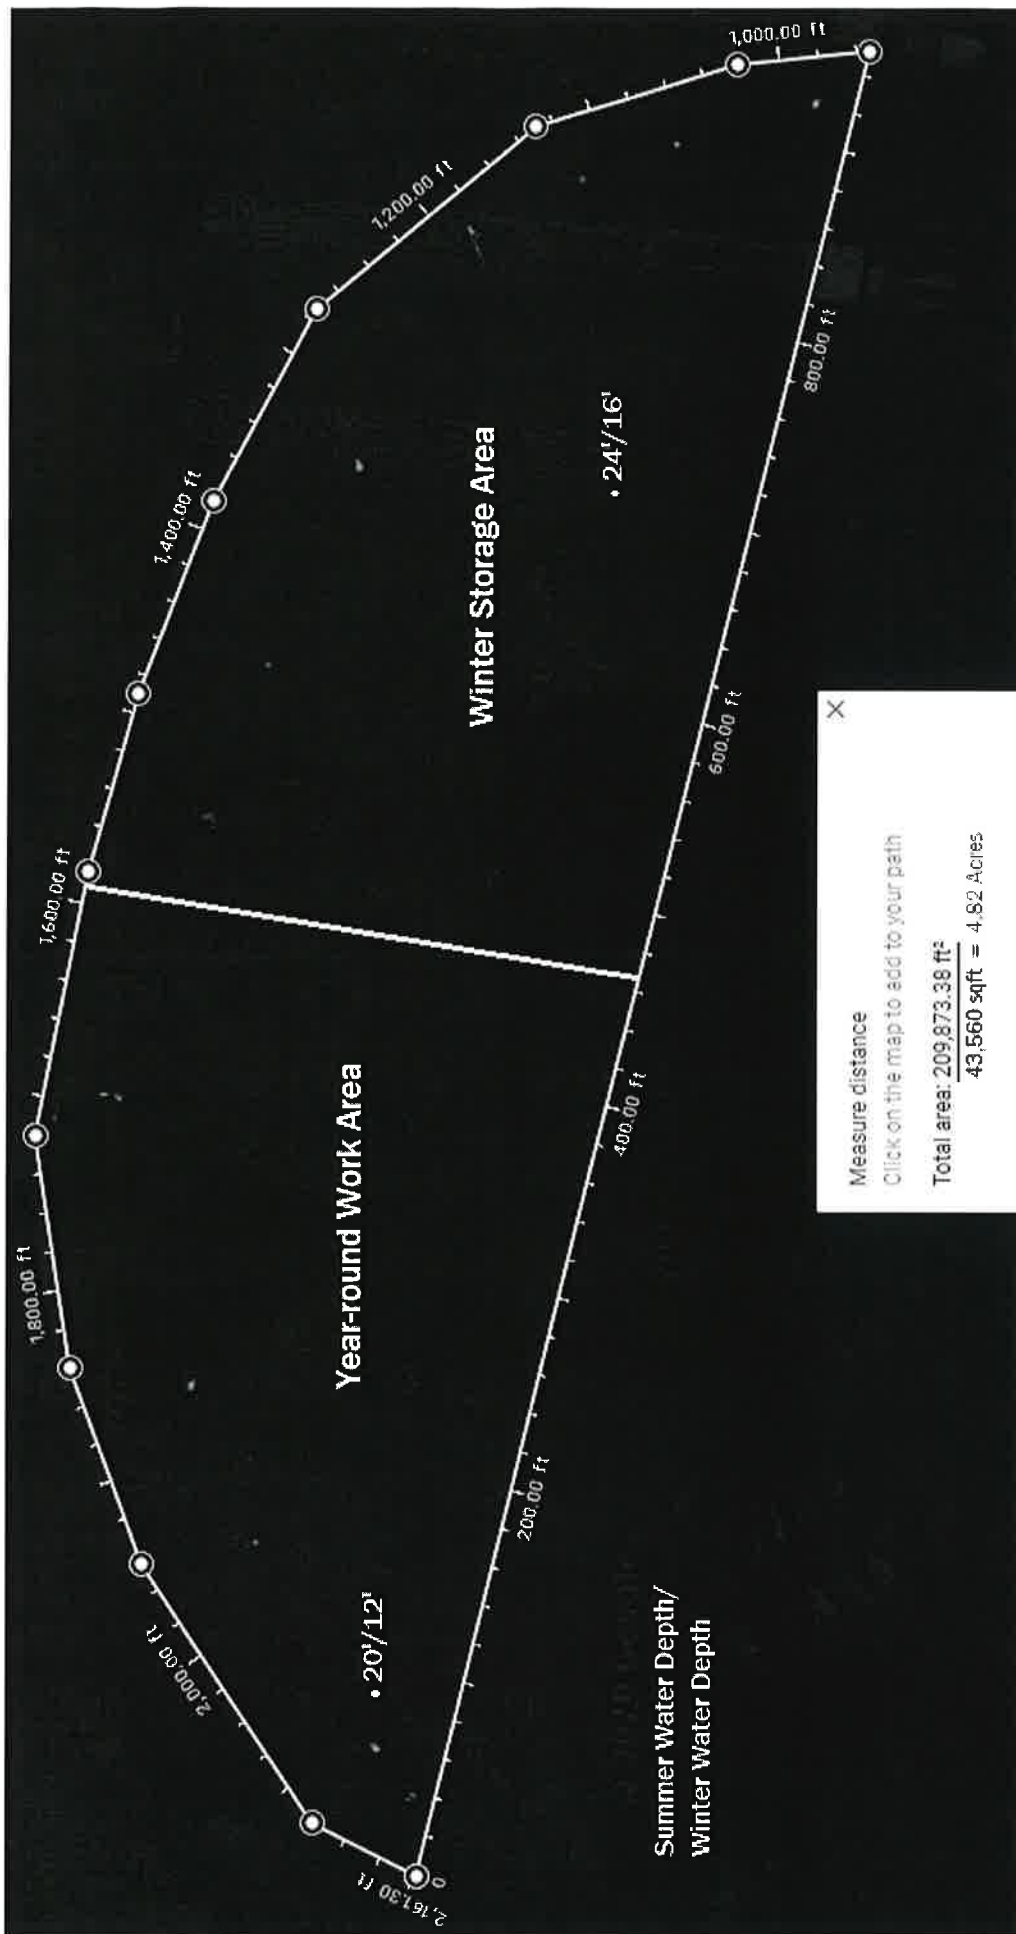 1,000.00 ft
1,200.00 ft
1,400.00 ft
1,600.00 ft
1,800.00 ft
2,000.00 ft
2,161.30 ft
0
200.00 ft
400.00 ft
600.00 ft
800.00 ft
Year-round Work Area
Winter Storage Area
• 20'/12'
• 24'/16'
Summer Water Depth/
Winter Water Depth
Measure distance
Click on the map to add to your path
Total area: 209,873.38 ft²
43,560 sqft = 4.82 Acres